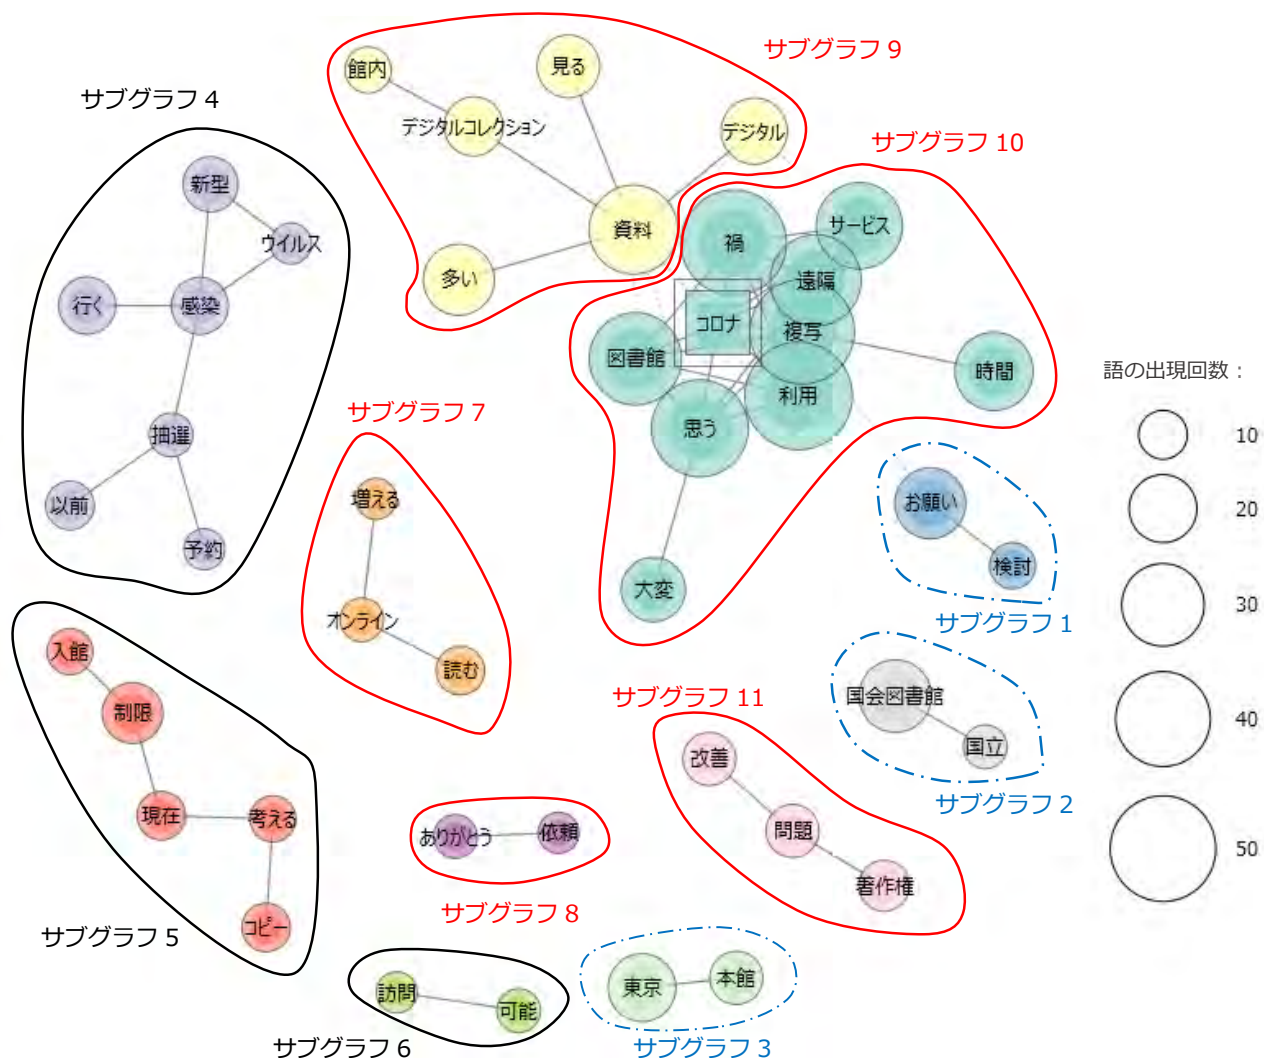 サブグラフ 9
館内
見る
デジタルコレクション
デジタル
資料
多い
サブグラフ 4
新型
ウイルス
行く
感染
抽選
以前
予約
サブグラフ 10
禍
サービス
遠隔
コロナ
複写
図書館
利用
思う
時間
大変
サブグラフ 7
増える
オンライン
読む
お願い
検討
サブグラフ 1
語の出現回数：
10
20
30
40
50
サブグラフ 5
入館
制限
現在
考える
コピー
サブグラフ 11
改善
問題
著作権
国会図書館
国立
サブグラフ 2
ありがとう
依頼
サブグラフ 8
訪問
可能
サブグラフ 6
東京
本館
サブグラフ 3